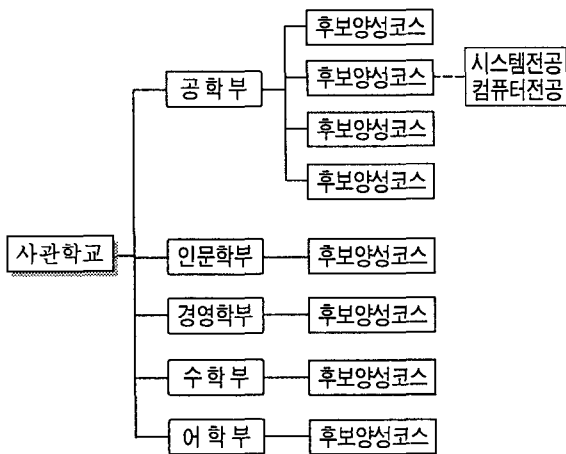 후보양성코스
공학부
후보양성코스
시스템전공
컴퓨터전공
후보양성코스
후보양성코스
사관학교
인문학부
후보양성코스
경영학부
후보양성코스
수학부
후보양성코스
어학부
후보양성코스